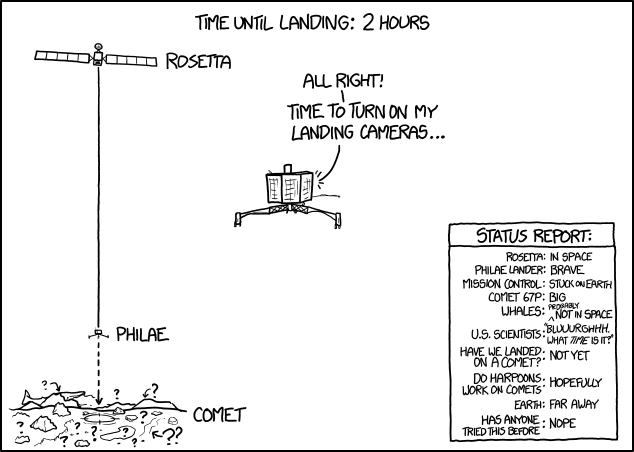 TIME UNTIL LANDING: 2 HOURS
ROSETTA
ALL RIGHT!
TIME TO TURN ON MY
LANDING CAMERAS...
PHILAE
COMET
? ? ? ? ? ? ? ? ??
STATUS REPORT:
ROSETTA: IN SPACE
PHILAE LANDER: BRAVE
MISSION CONTROL: STUCK ON EARTH
COMET 67P: BIG
WHALES: ^PROBABLY NOT IN SPACE
U.S. SCIENTISTS: "BLUUURGHHH.
WHAT TIME IS IT?"
HAVE WE LANDED
ON A COMET?: NOT YET
DO HARPOONS
WORK ON COMETS: HOPEFULLY
EARTH: FAR AWAY
HAS ANYONE
TRIED THIS BEFORE: NOPE